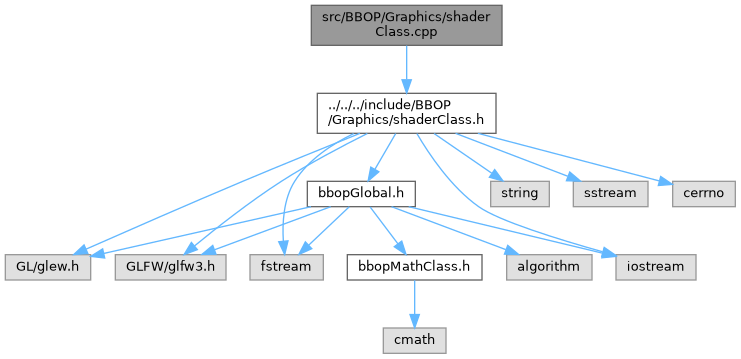 src/BBOP/Graphics/shader
Class.cpp
../../../include/BBOP
/Graphics/shaderClass.h
bbopGlobal.h
string
sstream
cerrno
GL/glew.h
GLFW/glfw3.h
fstream
bbopMathClass.h
algorithm
iostream
cmath